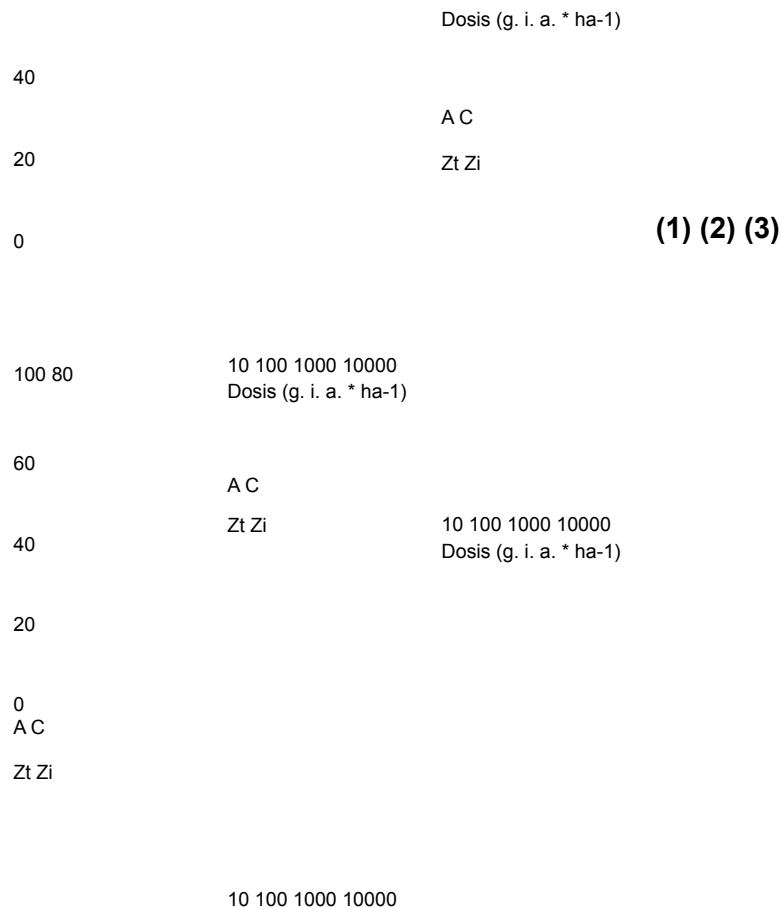 Dosis (g. i. a. * ha-1)
40
A C
20
Zt Zi
(1) (2) (3)
0
10 100 1000 10000
100 80
Dosis (g. i. a. * ha-1)
60
A C
Zt Zi
10 100 1000 10000
40
Dosis (g. i. a. * ha-1)
20
0
A C
Zt Zi
10 100 1000 10000